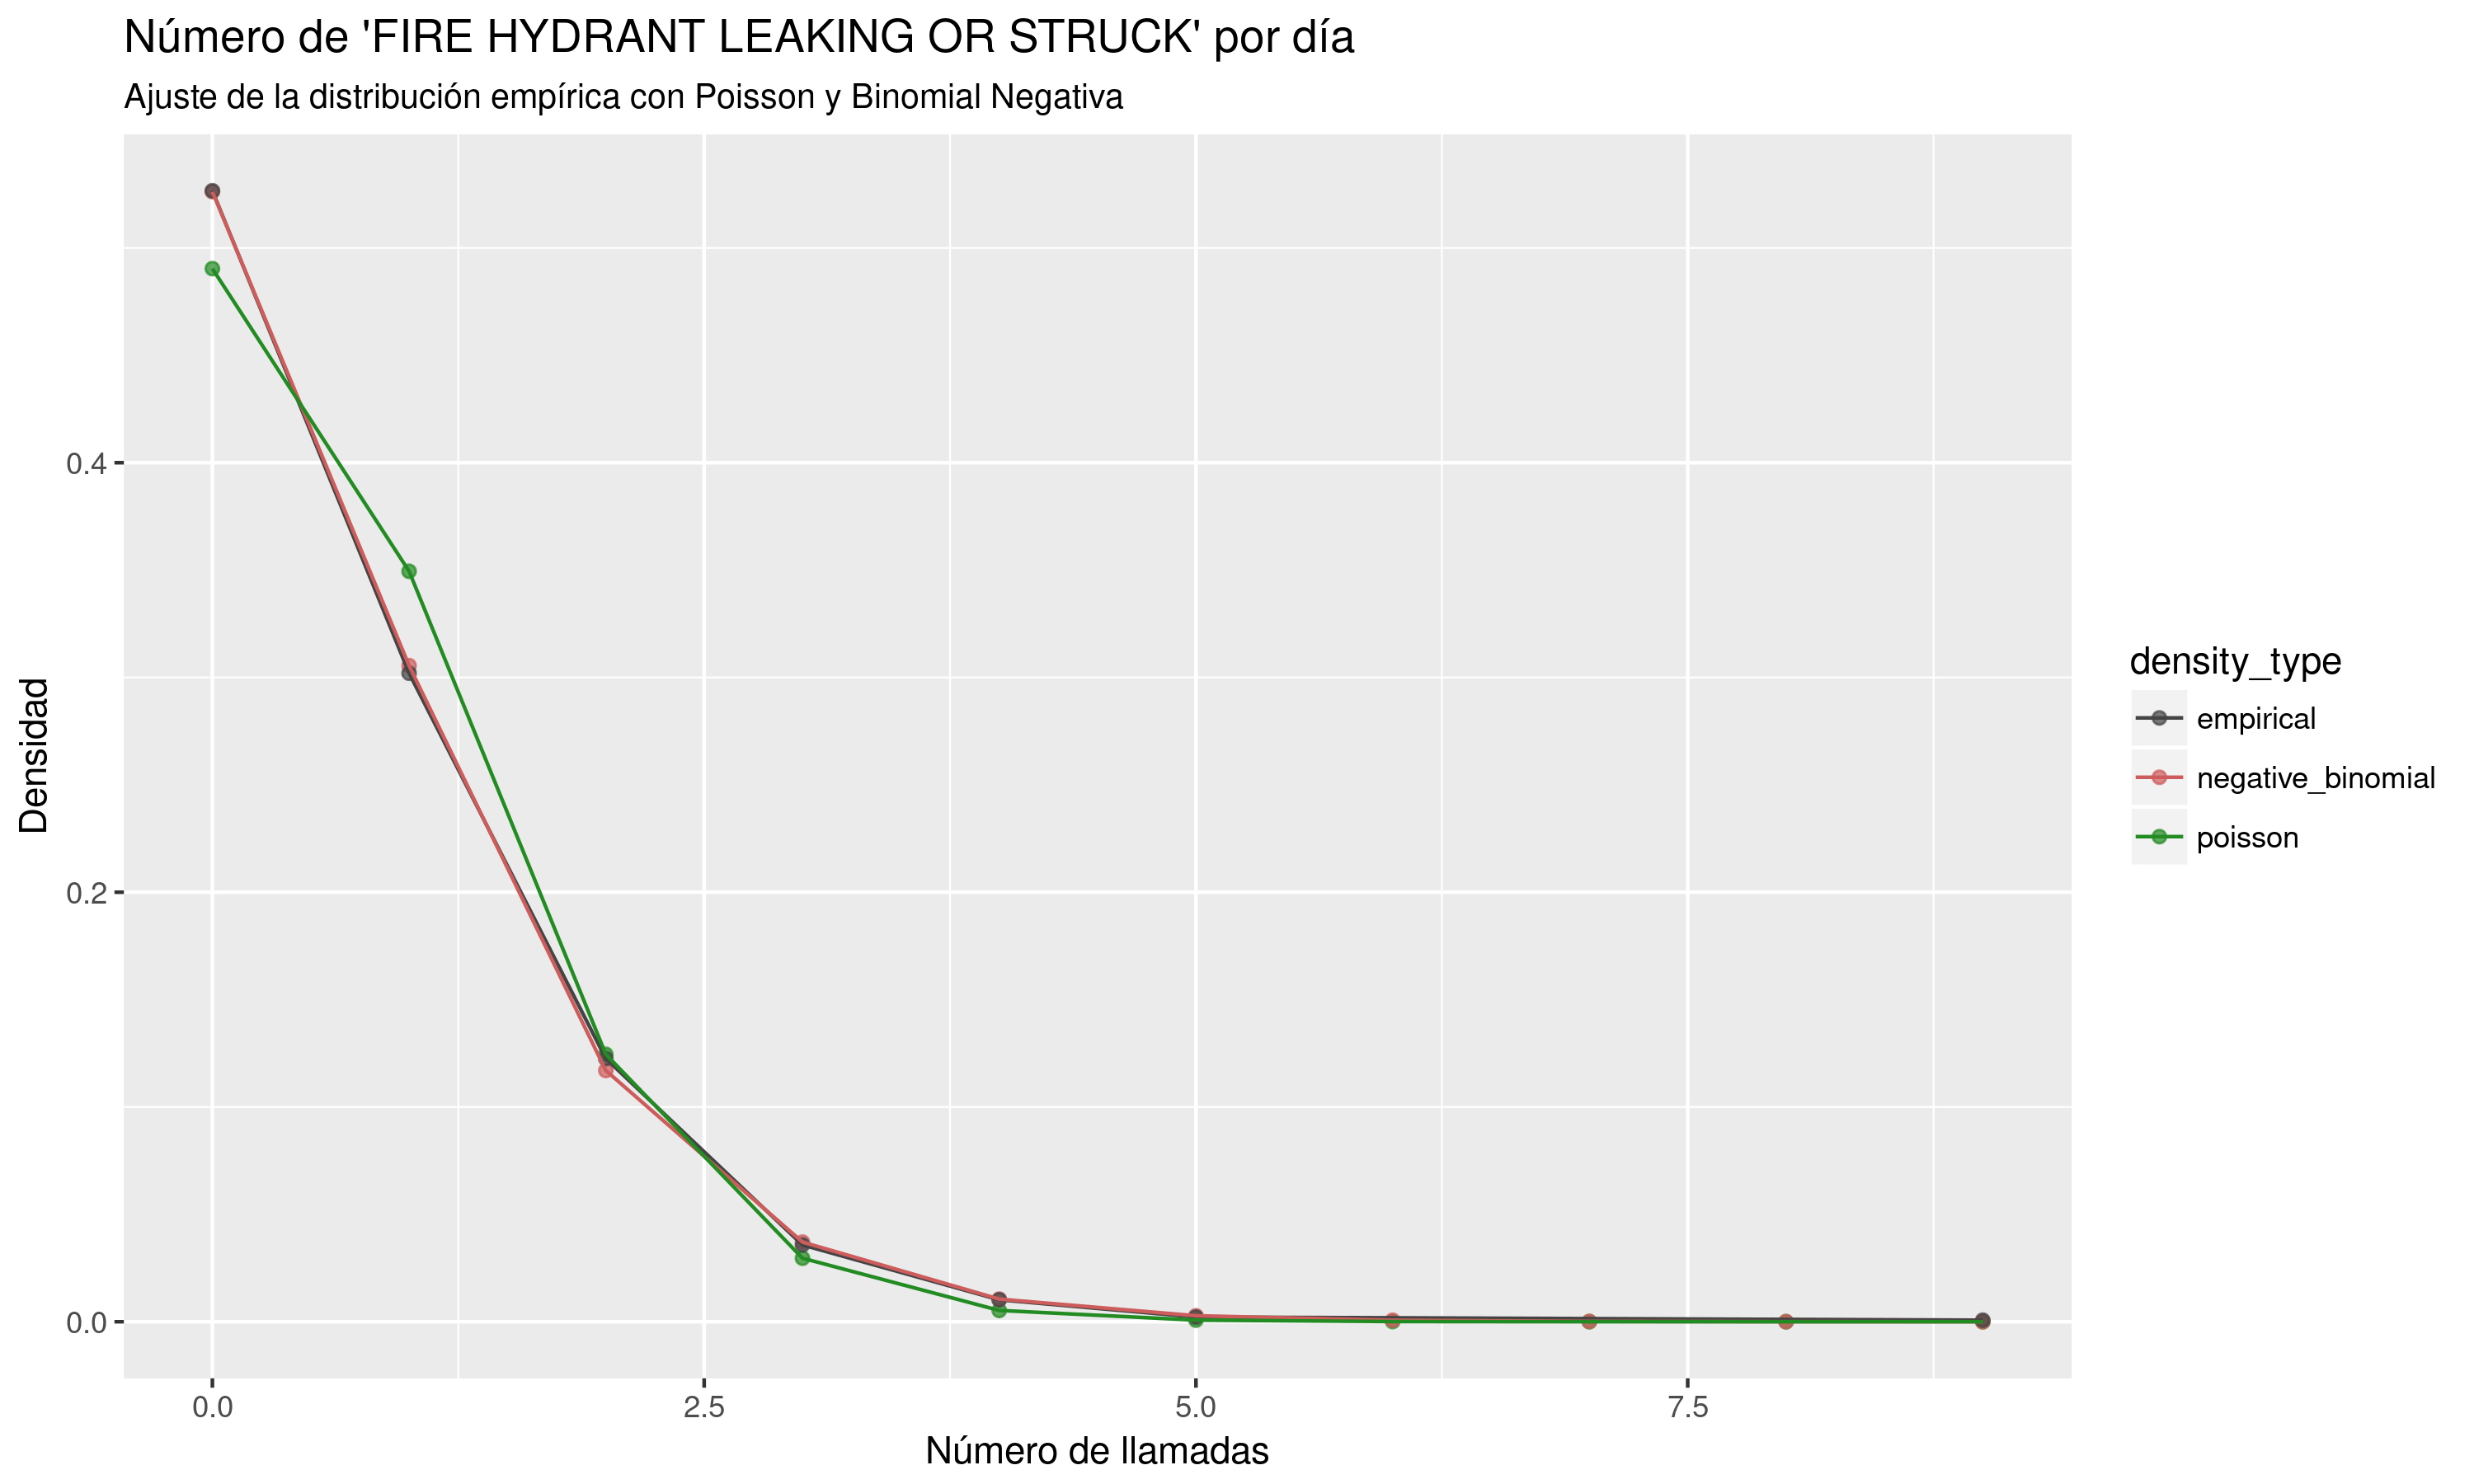 Número de 'FIRE HYDRANT LEAKING OR STRUCK' por día
Ajuste de la distribución empírica con Poisson y Binomial Negativa
Densidad
0.4
0.2
0.0
0.0 2.5 5.0 7.5
Número de llamadas
density_type
empirical
negative_binomial
poisson